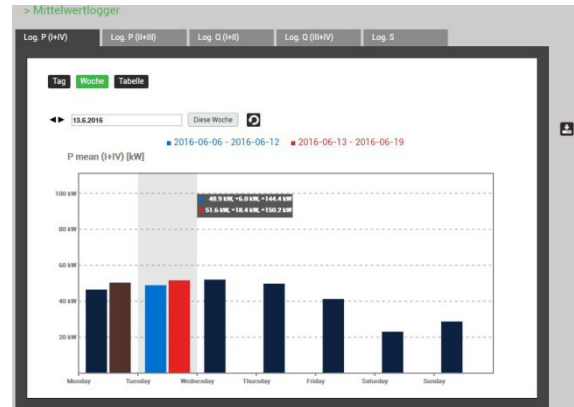 > Mittelwertlogger
Log. P (I+IV) Log. P (II+III) Log. Q (I+II) Log. Q (III+IV) Log. S
Tag Woche Tabelle
13.6.2016 Diese Woche
2016-06-06 - 2016-06-12 2016-06-13 - 2016-06-19
P mean (I+IV) [kW]
100 kW
48.9 kW, 6.0 kW, 144.4 kW
51.6 kW, 18.4 kW, 150.2 kW
80 kW
60 kW
40 kW
20 kW
Monday Tuesday Wednesday Thursday Friday Saturday Sunday